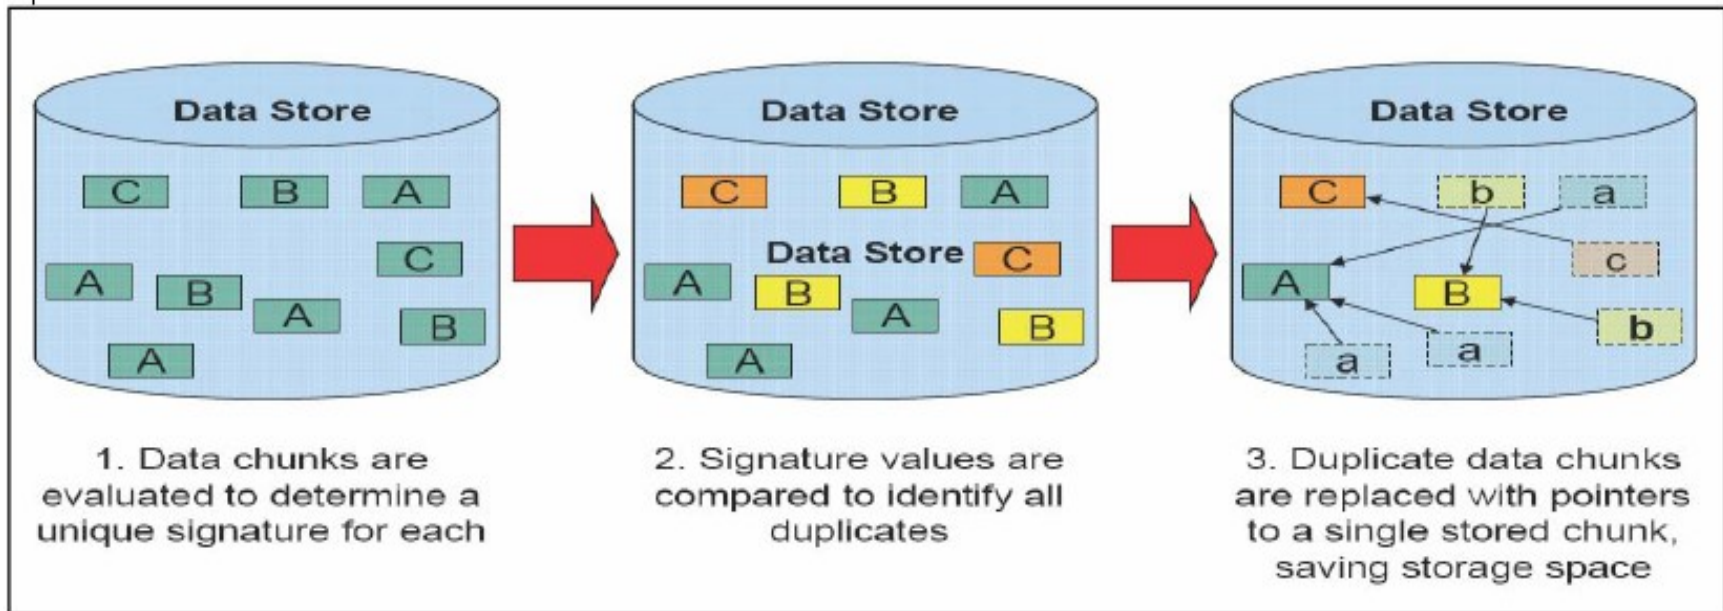 Data Store
C B A
C
A B
A B
A
1. Data chunks are
evaluated to determine a
unique signature for each
Data Store
C B A
Data Store C
A B
A B
A
2. Signature values are
compared to identify all
duplicates
Data Store
C b a
c
A B
b
a a
3. Duplicate data chunks
are replaced with pointers
to a single stored chunk,
saving storage space